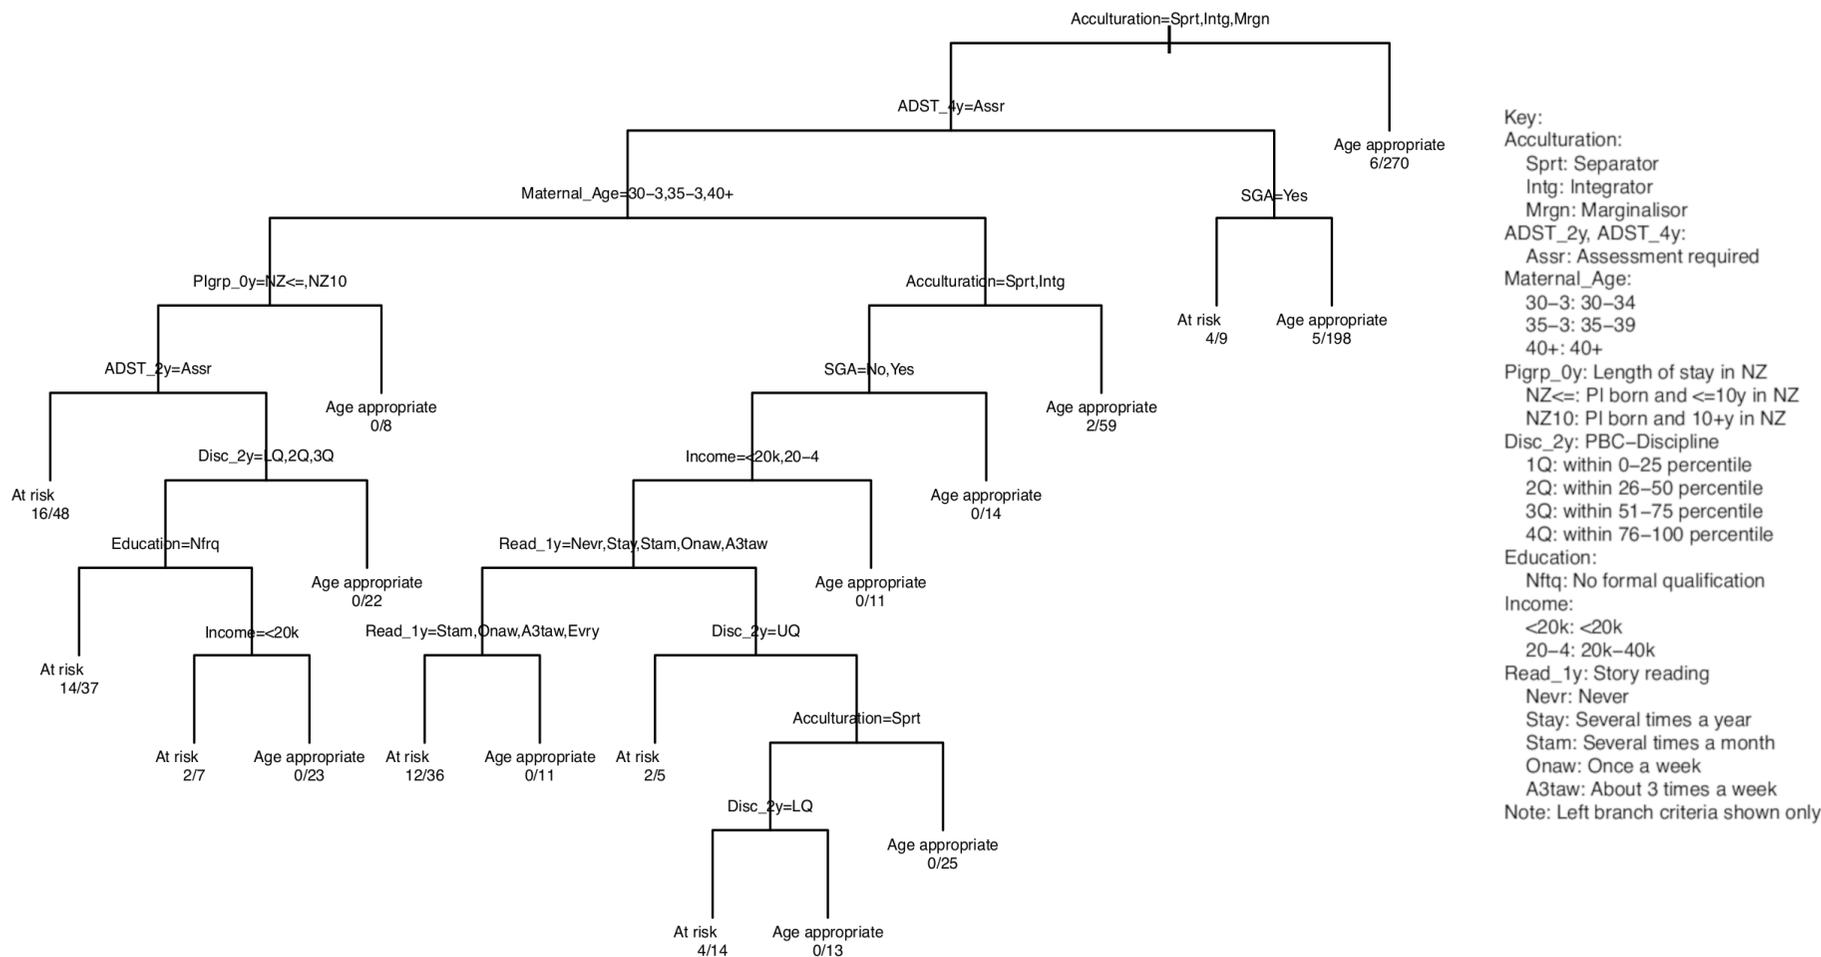 Acculturation=Sprt,Intg,Mrgn
ADST_4y=Assr
Age appropriate
6/270
Maternal_Age=30−3,35−3,40+
SGA=Yes
PIgrp_0y=NZ<=,NZ10
Acculturation=Sprt,Intg
At risk
4/9
Age appropriate
5/198
ADST_2y=Assr
SGA=No,Yes
Age appropriate
0/8
Age appropriate
2/59
Disc_2y=LQ,2Q,3Q
Income=<20k,20−4
At risk
16/48
Age appropriate
0/14
Education=Nfrq
Read_1y=Nevr,Stay,Stam,Onaw,A3taw
Age appropriate
0/22
Age appropriate
0/11
Income=<20k
Read_1y=Stam,Onaw,A3taw,Evry
Disc_2y=UQ
At risk
14/37
Acculturation=Sprt
At risk
2/7
Age appropriate
0/23
At risk
12/36
Age appropriate
0/11
At risk
2/5
Disc_2y=LQ
Age appropriate
0/25
At risk
4/14
Age appropriate
0/13
Key:
Acculturation:
Sprt: Separator
Intg: Integrator
Mrgn: Marginalisor
ADST_2y, ADST_4y:
Assr: Assessment required
Maternal_Age:
30−3: 30−34
35−3: 35−39
40+: 40+
Pigrp_0y: Length of stay in NZ
NZ<=: PI born and <=10y in NZ
NZ10: PI born and 10+y in NZ
Disc_2y: PBC−Discipline
1Q: within 0−25 percentile
2Q: within 26−50 percentile
3Q: within 51−75 percentile
4Q: within 76−100 percentile
Education:
Nftq: No formal qualification
Income:
<20k: <20k
20−4: 20k−40k
Read_1y: Story reading
Nevr: Never
Stay: Several times a year
Stam: Several times a month
Onaw: Once a week
A3taw: About 3 times a week
Note: Left branch criteria shown only